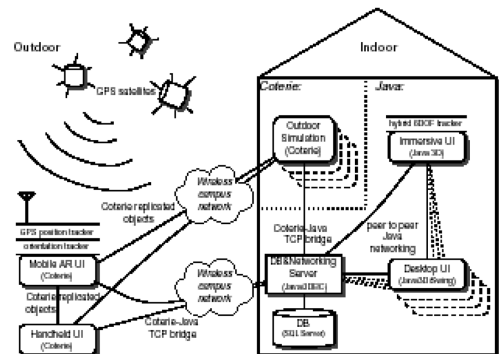 Outdoor
Indoor
GPS satellites
Coterie:
Java:
Outdoor
Simulation
(Coterie)
hybrid 6DOF tracker
Immersive UI
(Java3D)
Wireless
campus
network
Coterie replicated
objects
GPS position tracker
orientation tracker
Mobile AR UI
(Coterie)
Coterie-Java
TCP bridge
peer to peer
Java
networking
DB&Networking
Server
(Java/JDBC)
Desktop UI
(Java3D/Swing)
Wireless
campus
network
Coterie replicated
objects
Handheld UI
(Coterie)
Coterie-Java
TCP bridge
DB
(SQL Server)